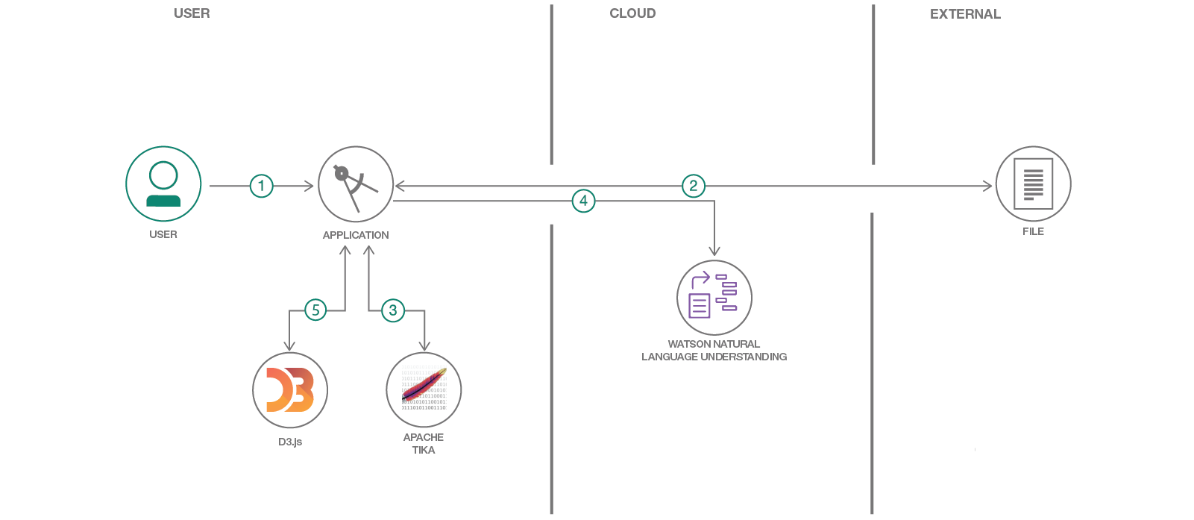 USER
CLOUD
EXTERNAL
1
2
4
USER
APPLICATION
FILE
5
3
WATSON NATURAL
LANGUAGE UNDERSTANDING
D3.js
APACHE
TIKA